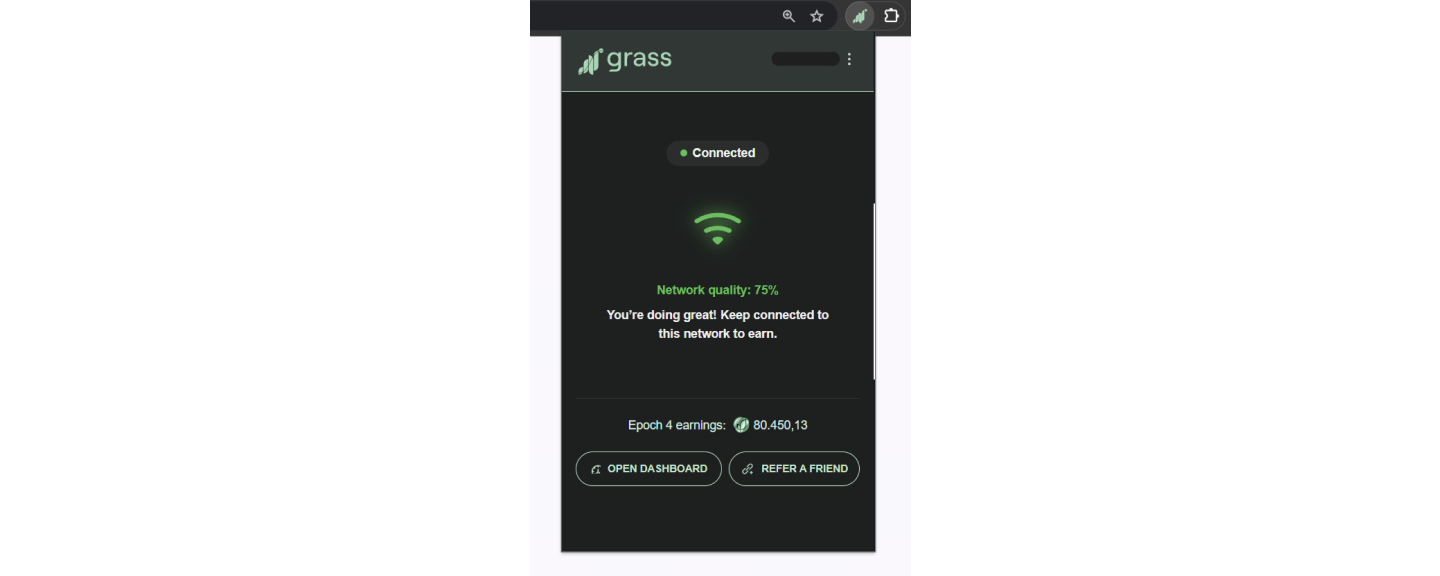 grass
Connected
Network quality: 75%
You’re doing great! Keep connected to
this network to earn.
Epoch 4 earnings: 80.450,13
OPEN DASHBOARD
REFER A FRIEND